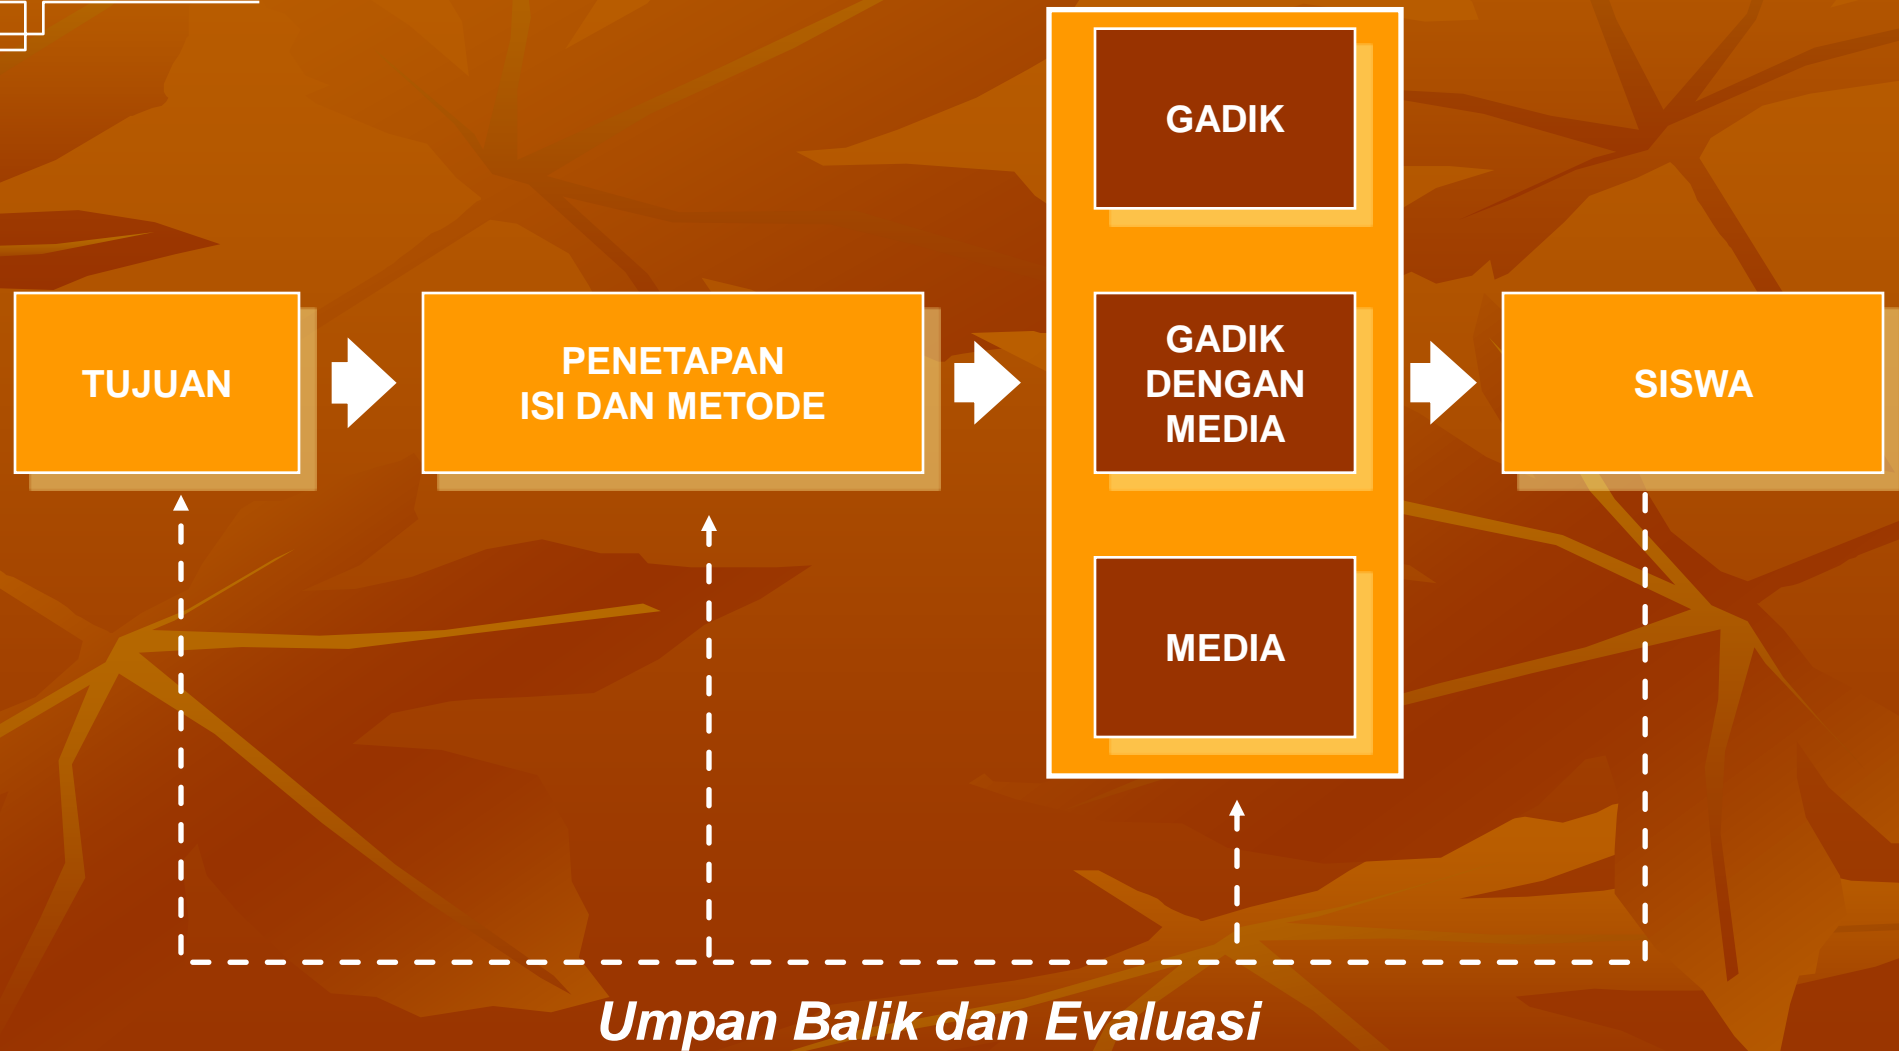 TUJUAN
PENETAPAN
ISI DAN METODE
GADIK
GADIK
DENGAN
MEDIA
MEDIA
SISWA
Umpan Balik dan Evaluasi